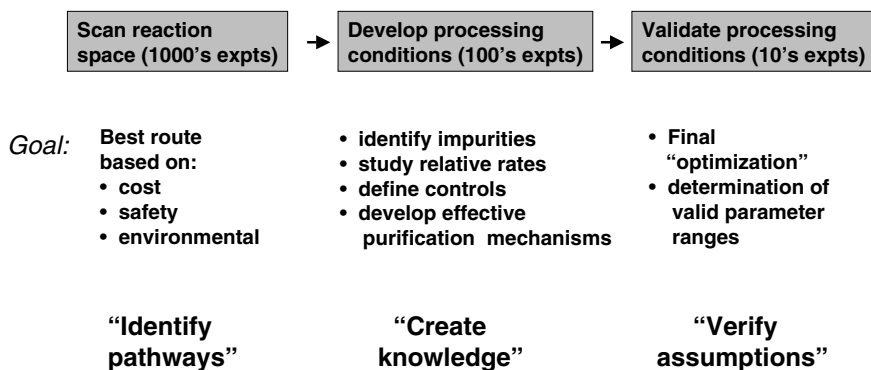 Scan reaction
space (1000's expts)
Develop processing
conditions (100's expts)
Validate processing
conditions (10's expts)
Goal:
Best route
based on:
• cost
• safety
• environmental
• identify impurities
• study relative rates
• define controls
• develop effective
purification mechanisms
• Final
“optimization”
• determination of
valid parameter
ranges
“Identify
pathways”
“Create
knowledge”
“Verify
assumptions”